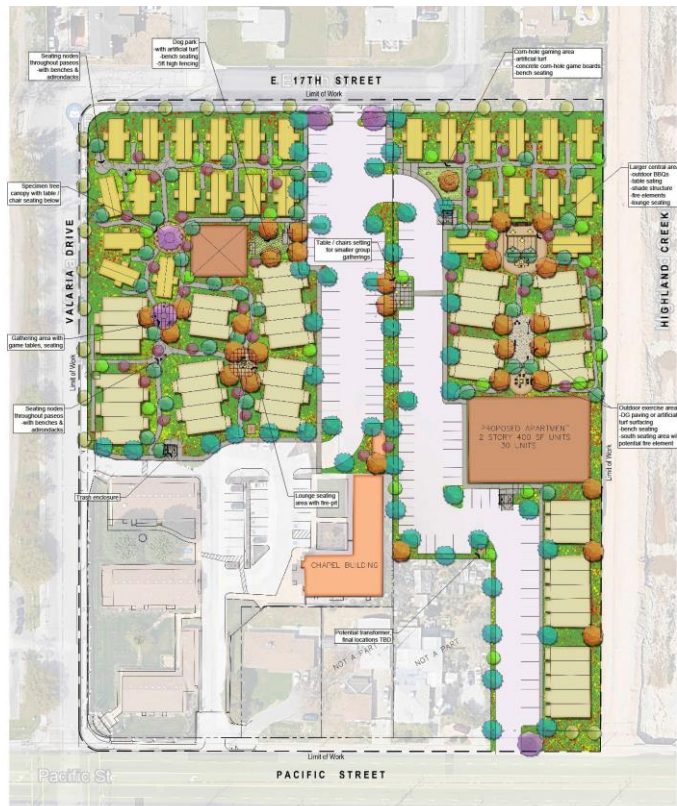 Dog park
-with artificial turf
-bench seating
-5ft high fencing
Corn-hole gaming area
-artificial turf
-concrete corn-hole game boards
-bench seating
Seating nodes
throughout paseos
-with benches &
adirondacks
E. 17TH STREET
Limit of Work
Specimen tree
canopy with table /
chair seating below
Larger central area
-outdoor BBQs
-table sating
-shade structure
-fire elements
-lounge seating
Table / chairs setting
for smaller group
gatherings
VALARIA DRIVE
HIGHLAND CREEK
Gathering area with
game tables, seating
Limit of Work
Seating nodes
throughout paseos
-with benches &
adirondacks
Outdoor exercise area
-DG paving or artificial
turf surfacing
-bench seating
-south seating area wi
potential fire element
PROPOSED APARTMENT
2 STORY 400 SF UNITS
30 UNITS
Limit of Work
Trash enclosure
Lounge seating
area with fire-pit
CHAPEL BUILDING
Potential transformer,
final locations TBD
NOT A PART
NOT A PART
Limit of Work
Pacific St
PACIFIC STREET